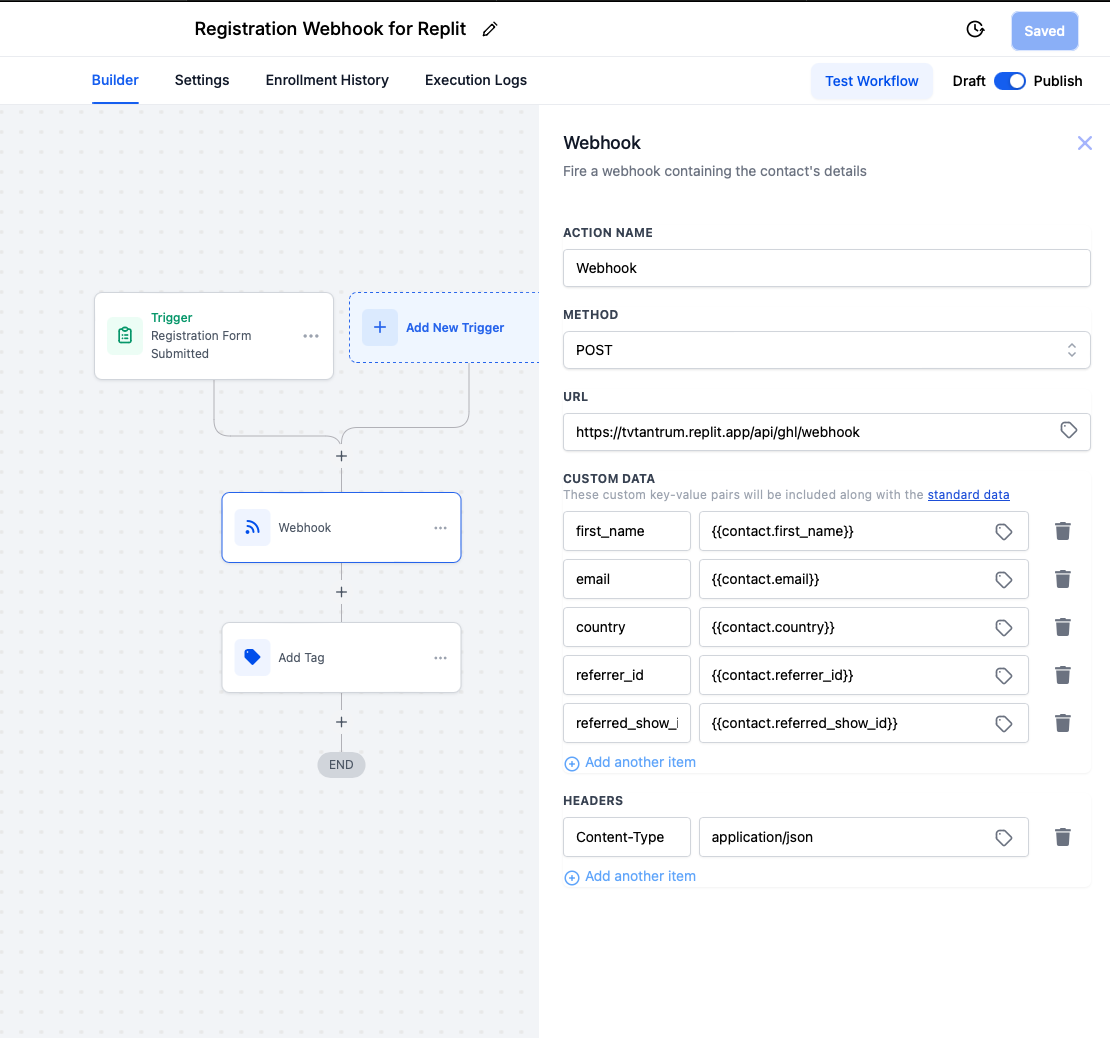 Registration Webhook for Replit
Saved
Builder
Settings
Enrollment History
Execution Logs
Test Workflow
Draft
Publish
Trigger
Registration Form
Submitted
Add New Trigger
Webhook
Add Tag
END
Webhook
Fire a webhook containing the contact's details
ACTION NAME
Webhook
METHOD
POST
URL
https://tvtantrum.replit.app/api/ghl/webhook
CUSTOM DATA
These custom key-value pairs will be included along with the standard data
first_name {{contact.first_name}}
email {{contact.email}}
country {{contact.country}}
referrer_id {{contact.referrer_id}}
referred_show_i {{contact.referred_show_id}}
Add another item
HEADERS
Content-Type application/json
Add another item